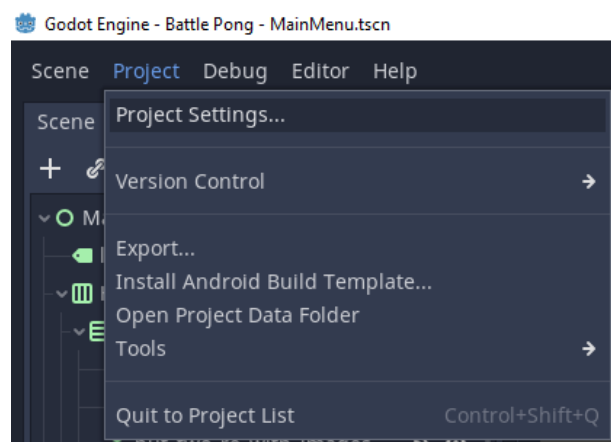 Godot Engine - Battle Pong - MainMenu.tscn
Scene Project Debug Editor Help
Scene
Project Settings...
Version Control
Export...
Install Android Build Template...
Open Project Data Folder
Tools
Quit to Project List Control+Shift+Q